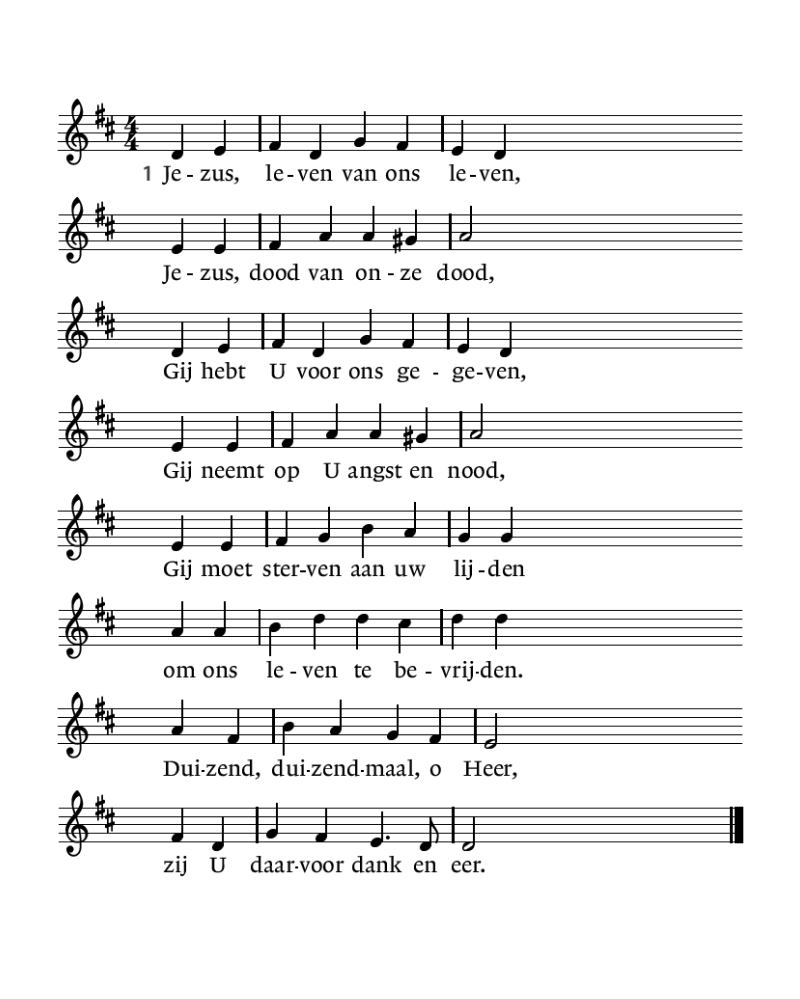 1 Je - zus, le - ven van ons le - ven,
Je - zus, dood van on - ze dood,
Gij hebt U voor ons ge - ge - ven,
Gij neemt op U angst en nood,
Gij moet ster - ven aan uw lij - den
om ons le - ven te be - vrij - den.
Dui - zend, dui - zend - maal, o Heer,
zij U daar - voor dank en eer.